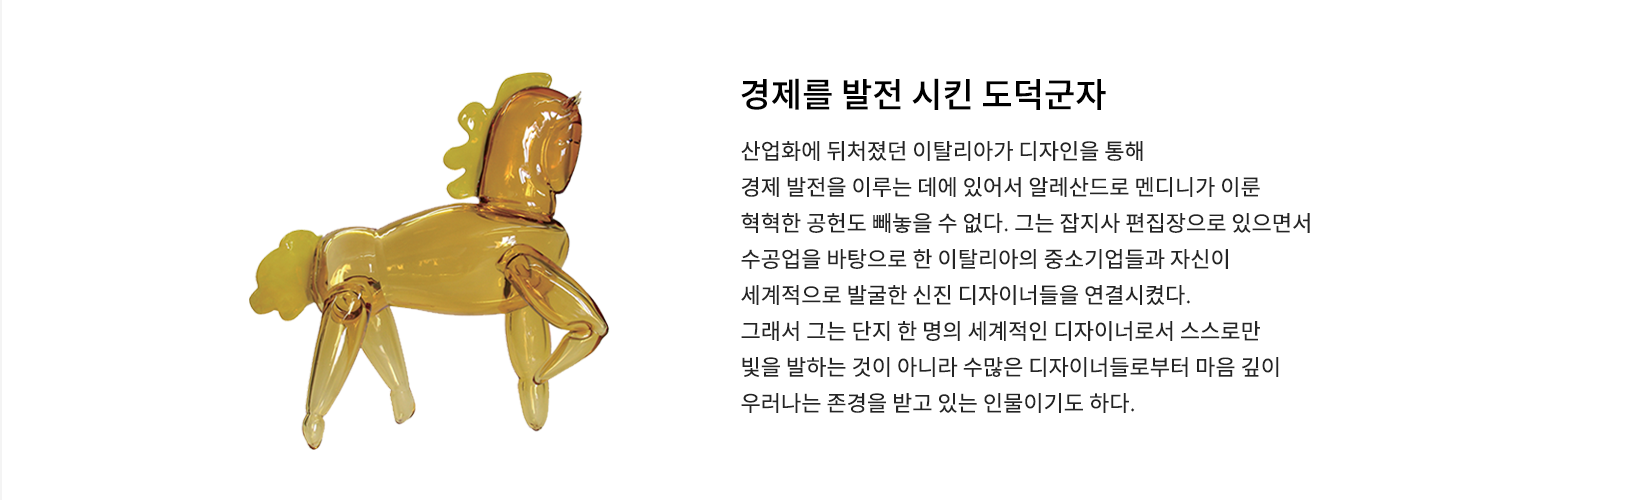 경제를 발전 시킨 도덕군자
산업화에 뒤처졌던 이탈리아가 디자인을 통해
경제 발전을 이루는 데에 있어서 알레산드로 멘디니가 이룬
혁혁한 공헌도 빼놓을 수 없다. 그는 잡지사 편집장으로 있으면서
수공업을 바탕으로 한 이탈리아의 중소기업들과 자신이
세계적으로 발굴한 신진 디자이너들을 연결시켰다.
그래서 그는 단지 한 명의 세계적인 디자이너로서 스스로만
빛을 발하는 것이 아니라 수많은 디자이너들로부터 마음 깊이
우러나는 존경을 받고 있는 인물이기도 하다.